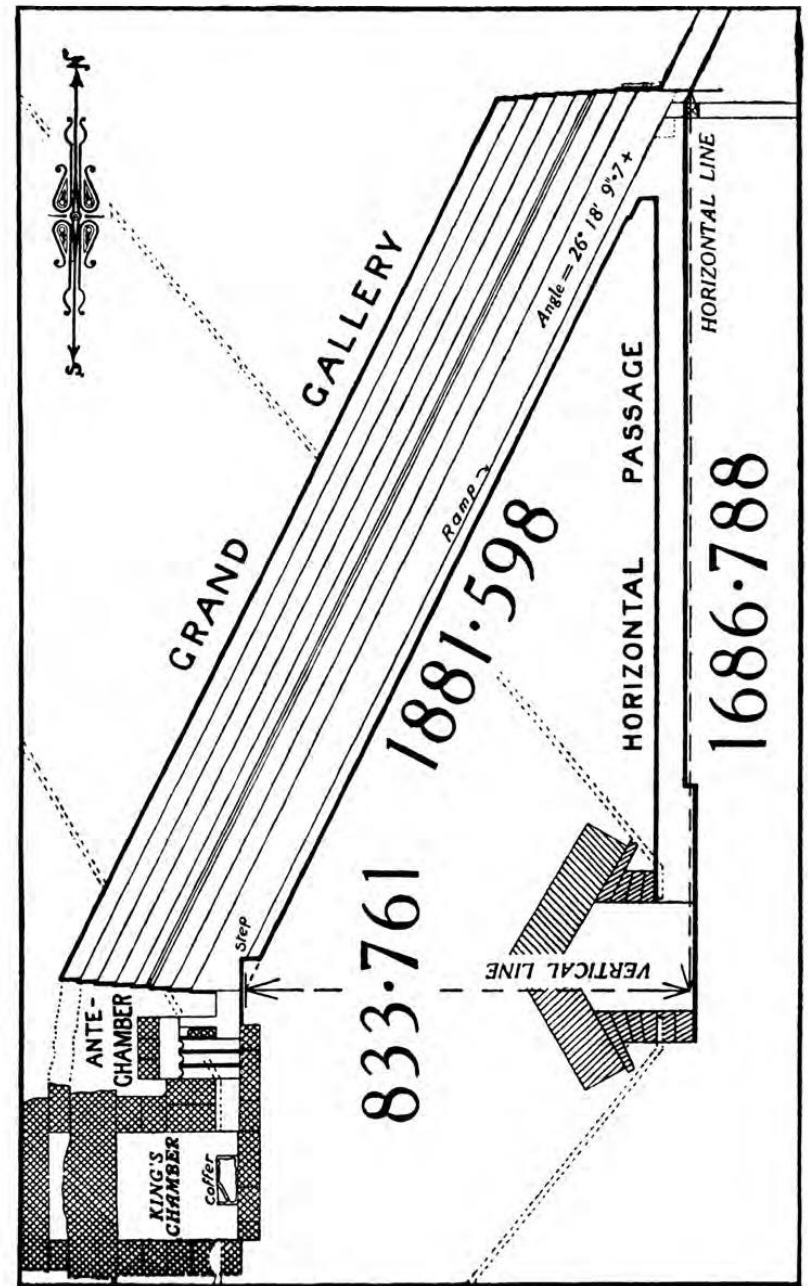 S N
GRAND GALLERY
Angle = 26° 18′ 9″·7 +
Ramp
1881·598
HORIZONTAL PASSAGE
HORIZONTAL LINE
1686·788
Step
833·761
VERTICAL LINE
ANTE-
CHAMBER
KING'S
CHAMBER
Coffer